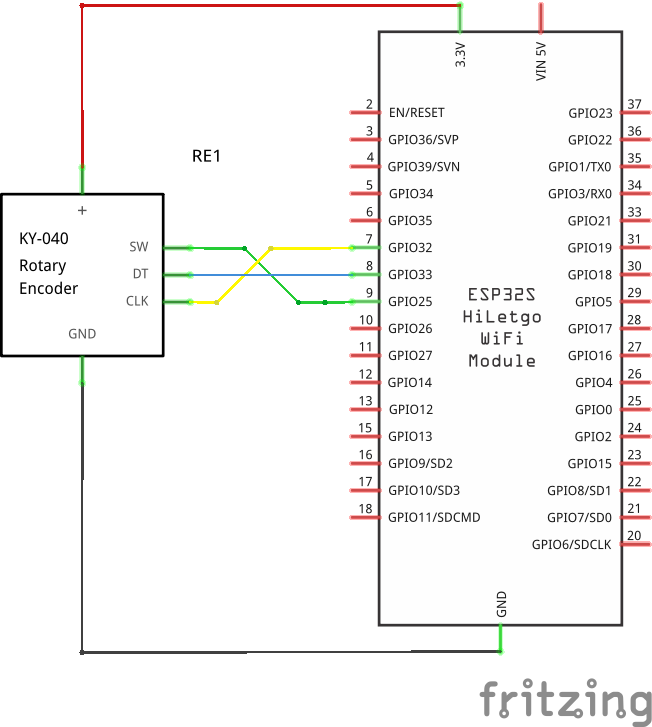 3.3V
VIN 5V
RE1
+
KY-040
Rotary
Encoder
SW
DT
CLK
GND
2 EN/RESET
3 GPIO36/SVP
4 GPIO39/SVN
5 GPIO34
6 GPIO35
7 GPIO32
8 GPIO33
9 GPIO25
10 GPIO26
11 GPIO27
12 GPIO14
13 GPIO12
15 GPIO13
16 GPIO9/SD2
17 GPIO10/SD3
18 GPIO11/SDCMD
ESP32S
HiLetgo
WiFi
Module
GPIO23 37
GPIO22 36
GPIO1/TX0 35
GPIO3/RX0 34
GPIO21 33
GPIO19 31
GPIO18 30
GPIO5 29
GPIO17 28
GPIO16 27
GPIO4 26
GPIO0 25
GPIO2 24
GPIO15 23
GPIO8/SD1 22
GPIO7/SD0 21
GPIO6/SDCLK 20
GND
fritzing